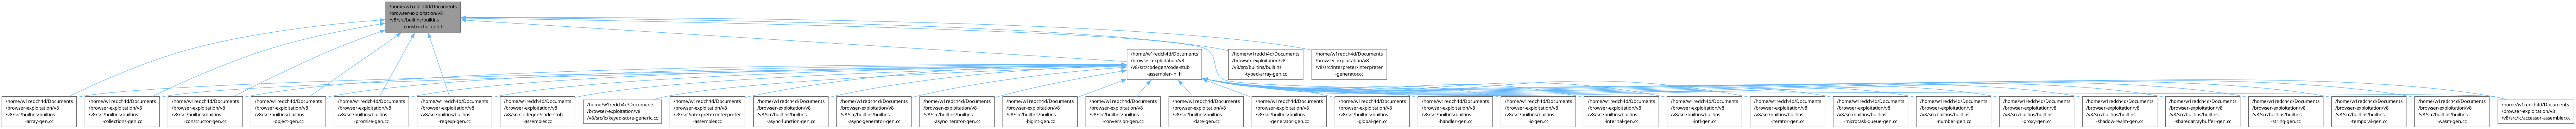 /home/w1redch4d/Documents
/browser-exploitation/v8
/v8/src/builtins/builtins
-constructor-gen.h
/home/w1redch4d/Documents
/browser-exploitation/v8
/v8/src/codegen/code-stub
-assembler-inl.h
/home/w1redch4d/Documents
/browser-exploitation/v8
/v8/src/builtins/builtins
-typed-array-gen.cc
/home/w1redch4d/Documents
/browser-exploitation/v8
/v8/src/interpreter/interpreter
-generator.cc
/home/w1redch4d/Documents
/browser-exploitation/v8
/v8/src/builtins/builtins
-array-gen.cc
/home/w1redch4d/Documents
/browser-exploitation/v8
/v8/src/builtins/builtins
-collections-gen.cc
/home/w1redch4d/Documents
/browser-exploitation/v8
/v8/src/builtins/builtins
-constructor-gen.cc
/home/w1redch4d/Documents
/browser-exploitation/v8
/v8/src/builtins/builtins
-object-gen.cc
/home/w1redch4d/Documents
/browser-exploitation/v8
/v8/src/builtins/builtins
-promise-gen.cc
/home/w1redch4d/Documents
/browser-exploitation/v8
/v8/src/builtins/builtins
-regexp-gen.cc
/home/w1redch4d/Documents
/browser-exploitation/v8
/v8/src/codegen/code-stub
-assembler.cc
/home/w1redch4d/Documents
/browser-exploitation/v8
/v8/src/ic/keyed-store-generic.cc
/home/w1redch4d/Documents
/browser-exploitation/v8
/v8/src/interpreter/interpreter
-assembler.cc
/home/w1redch4d/Documents
/browser-exploitation/v8
/v8/src/builtins/builtins
-async-function-gen.cc
/home/w1redch4d/Documents
/browser-exploitation/v8
/v8/src/builtins/builtins
-async-generator-gen.cc
/home/w1redch4d/Documents
/browser-exploitation/v8
/v8/src/builtins/builtins
-async-iterator-gen.cc
/home/w1redch4d/Documents
/browser-exploitation/v8
/v8/src/builtins/builtins
-bigint-gen.cc
/home/w1redch4d/Documents
/browser-exploitation/v8
/v8/src/builtins/builtins
-conversion-gen.cc
/home/w1redch4d/Documents
/browser-exploitation/v8
/v8/src/builtins/builtins
-date-gen.cc
/home/w1redch4d/Documents
/browser-exploitation/v8
/v8/src/builtins/builtins
-generator-gen.cc
/home/w1redch4d/Documents
/browser-exploitation/v8
/v8/src/builtins/builtins
-global-gen.cc
/home/w1redch4d/Documents
/browser-exploitation/v8
/v8/src/builtins/builtins
-handler-gen.cc
/home/w1redch4d/Documents
/browser-exploitation/v8
/v8/src/builtins/builtins
-ic-gen.cc
/home/w1redch4d/Documents
/browser-exploitation/v8
/v8/src/builtins/builtins
-internal-gen.cc
/home/w1redch4d/Documents
/browser-exploitation/v8
/v8/src/builtins/builtins
-intl-gen.cc
/home/w1redch4d/Documents
/browser-exploitation/v8
/v8/src/builtins/builtins
-iterator-gen.cc
/home/w1redch4d/Documents
/browser-exploitation/v8
/v8/src/builtins/builtins
-microtask-queue-gen.cc
/home/w1redch4d/Documents
/browser-exploitation/v8
/v8/src/builtins/builtins
-number-gen.cc
/home/w1redch4d/Documents
/browser-exploitation/v8
/v8/src/builtins/builtins
-proxy-gen.cc
/home/w1redch4d/Documents
/browser-exploitation/v8
/v8/src/builtins/builtins
-shadow-realm-gen.cc
/home/w1redch4d/Documents
/browser-exploitation/v8
/v8/src/builtins/builtins
-sharedarraybuffer-gen.cc
/home/w1redch4d/Documents
/browser-exploitation/v8
/v8/src/builtins/builtins
-string-gen.cc
/home/w1redch4d/Documents
/browser-exploitation/v8
/v8/src/builtins/builtins
-temporal-gen.cc
/home/w1redch4d/Documents
/browser-exploitation/v8
/v8/src/builtins/builtins
-wasm-gen.cc
/home/w1redch4d/Documents
/browser-exploitation/v8
/v8/src/ic/accessor-assembler.cc